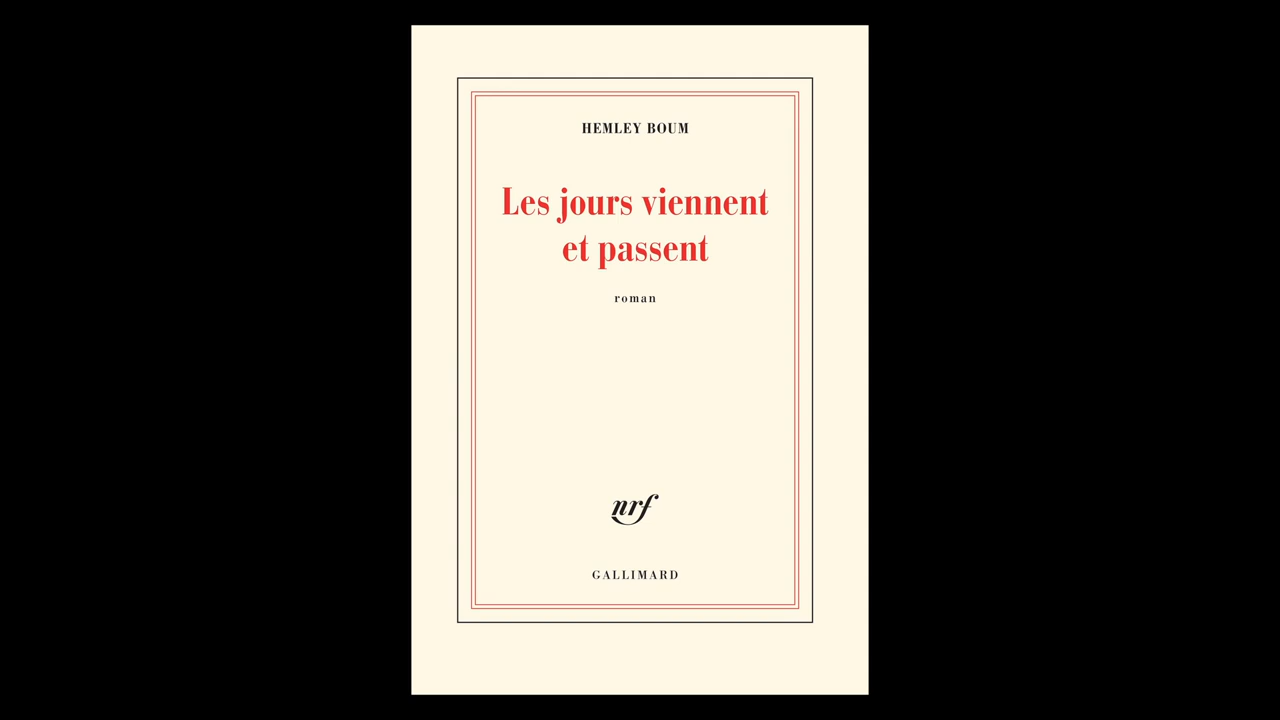 HEMLEY BOUM
Les jours viennent
et passent
roman
nrf
GALLIMARD